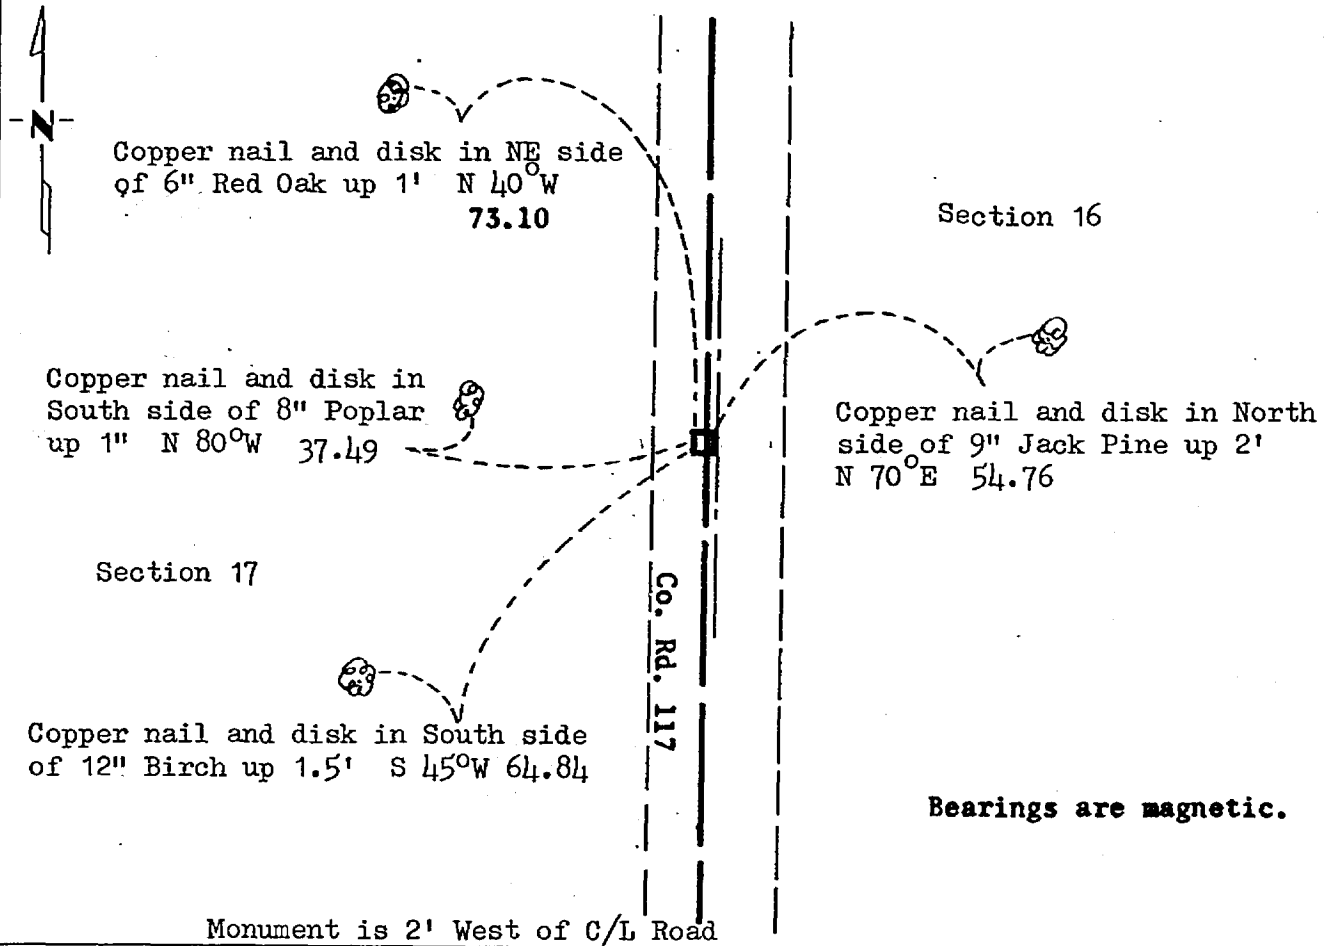 N
Copper nail and disk in NE side
of 6" Red Oak up 1' N 40°W
73.10
Section 16
Copper nail and disk in
South side of 8" Poplar
up 1" N 80°W 37.49
Copper nail and disk in North
side of 9" Jack Pine up 2'
N 70°E 54.76
Section 17
Co. Rd. 117
Copper nail and disk in South side
of 12" Birch up 1.5' S 45°W 64.84
Bearings are magnetic.
Monument is 2' West of C/L Road